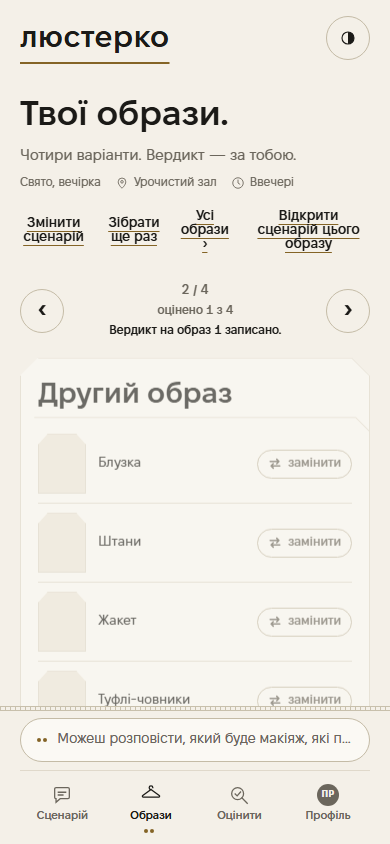 люстерко
Твої образи.
Чотири варіанти. Вердикт — за тобою.
Свято, вечірка Урочистий зал Ввечері
Змінити сценарій
Зібрати ще раз
Усі образи ›
Відкрити сценарій цього образу
‹ 2 / 4 ›
оцінено 1 з 4
Вердикт на образ 1 записано.
Другий образ
Блузка замінити
Штани замінити
Жакет замінити
Туфлі-човники замінити
Можеш розповісти, який буде макіяж, які п...
Сценарій Образи Оцінити ПР Профіль